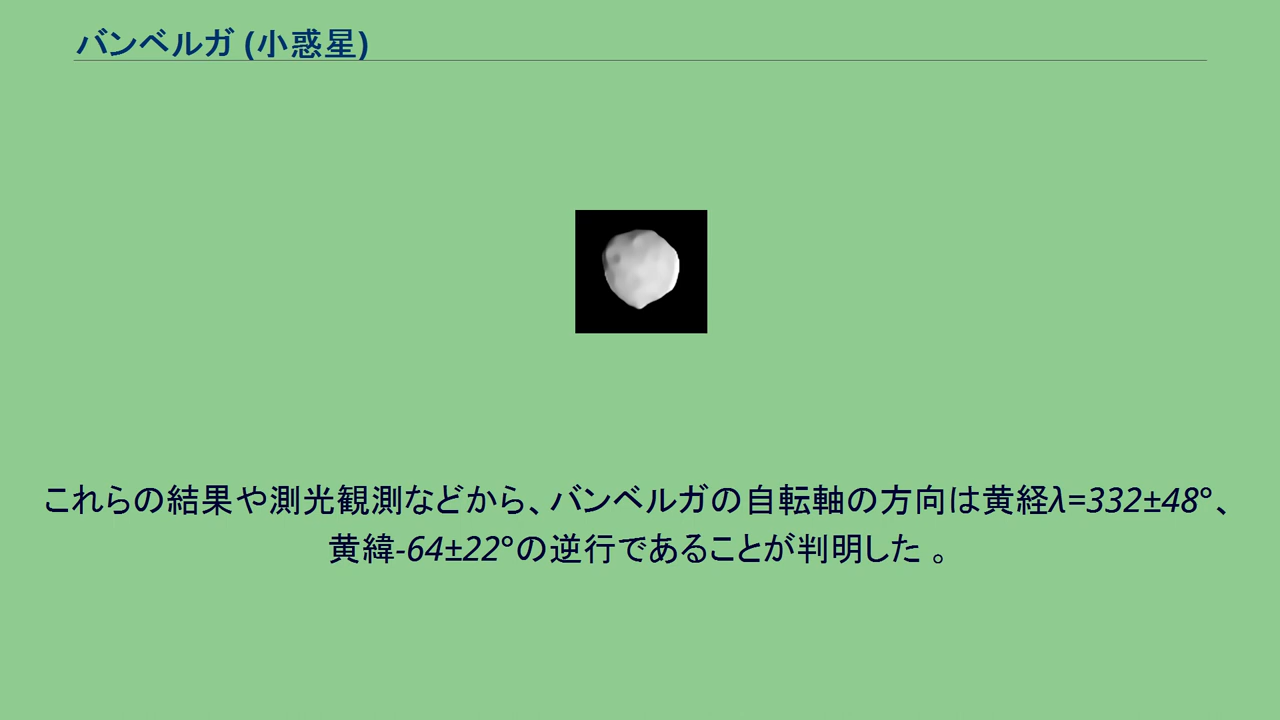 バンベルガ (小惑星)
これらの結果や測光観測などから、バンベルガの自転軸の方向は黄経λ=332±48°、
黄緯-64±22°の逆行であることが判明した 。